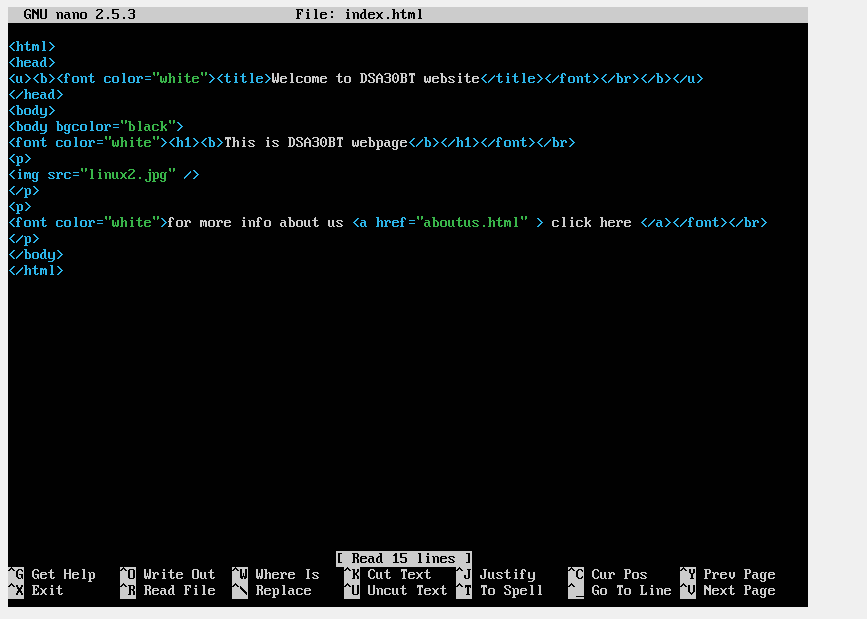 GNU nano 2.5.3 File: index.html
<html>
<head>
<u><b><font color="white"><title>Welcome to DSA30BT website</title></font></br></b></u>
</head>
<body>
<body bgcolor="black">
<font color="white"><h1><b>This is DSA30BT webpage</b></h1></font></br>
<p>
<img src="linux2.jpg" />
</p>
<p>
<font color="white">for more info about us <a href="aboutus.html" > click here </a></font></br>
</p>
</body>
</html>
[ Read 15 lines ]
^G Get Help ^O Write Out ^W Where Is ^K Cut Text ^J Justify ^C Cur Pos ^Y Prev Page
^X Exit ^R Read File ^\ Replace ^U Uncut Text ^T To Spell ^_ Go To Line ^V Next Page